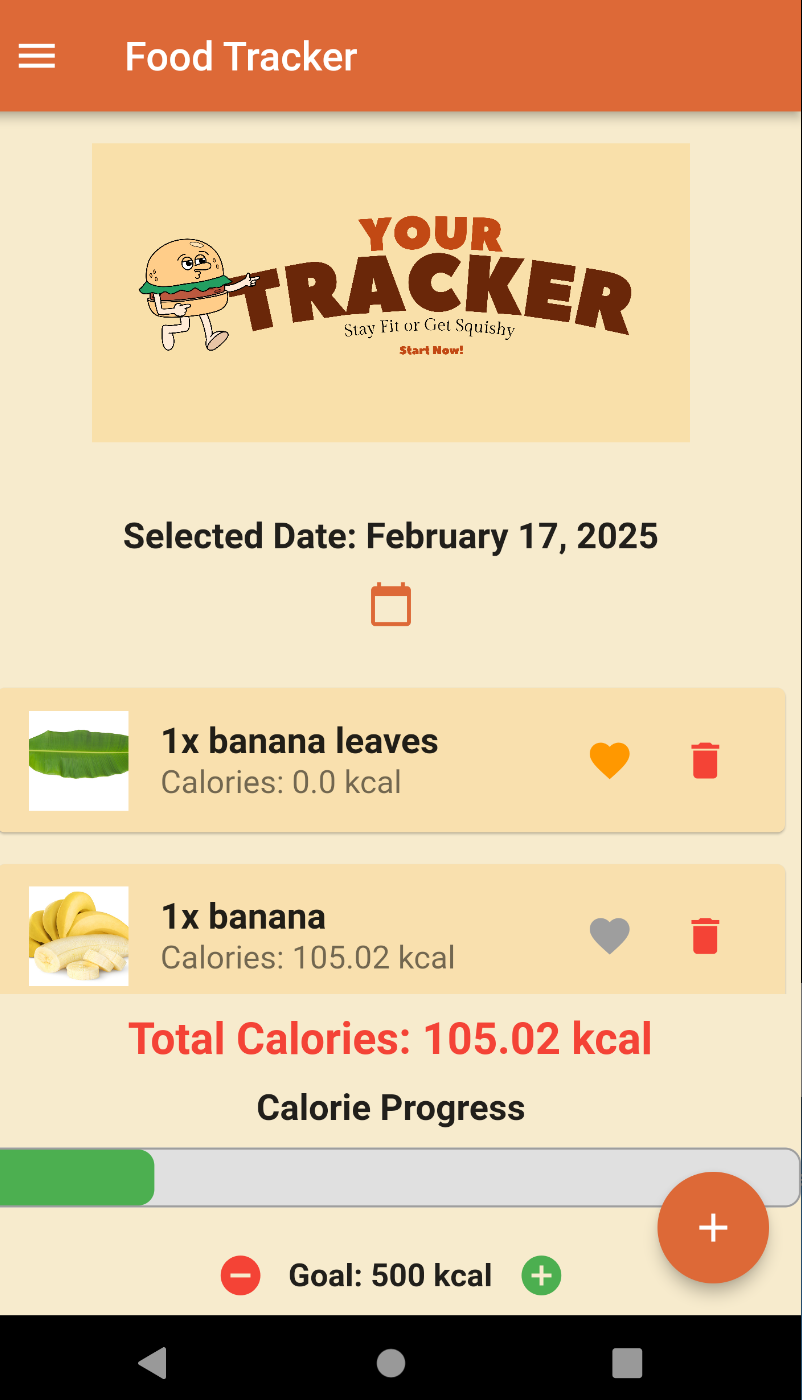 Food Tracker
YOUR
TRACKER
Stay Fit or Get Squishy
Start Now!
Selected Date: February 17, 2025
1x banana leaves
Calories: 0.0 kcal
1x banana
Calories: 105.02 kcal
Total Calories: 105.02 kcal
Calorie Progress
Goal: 500 kcal